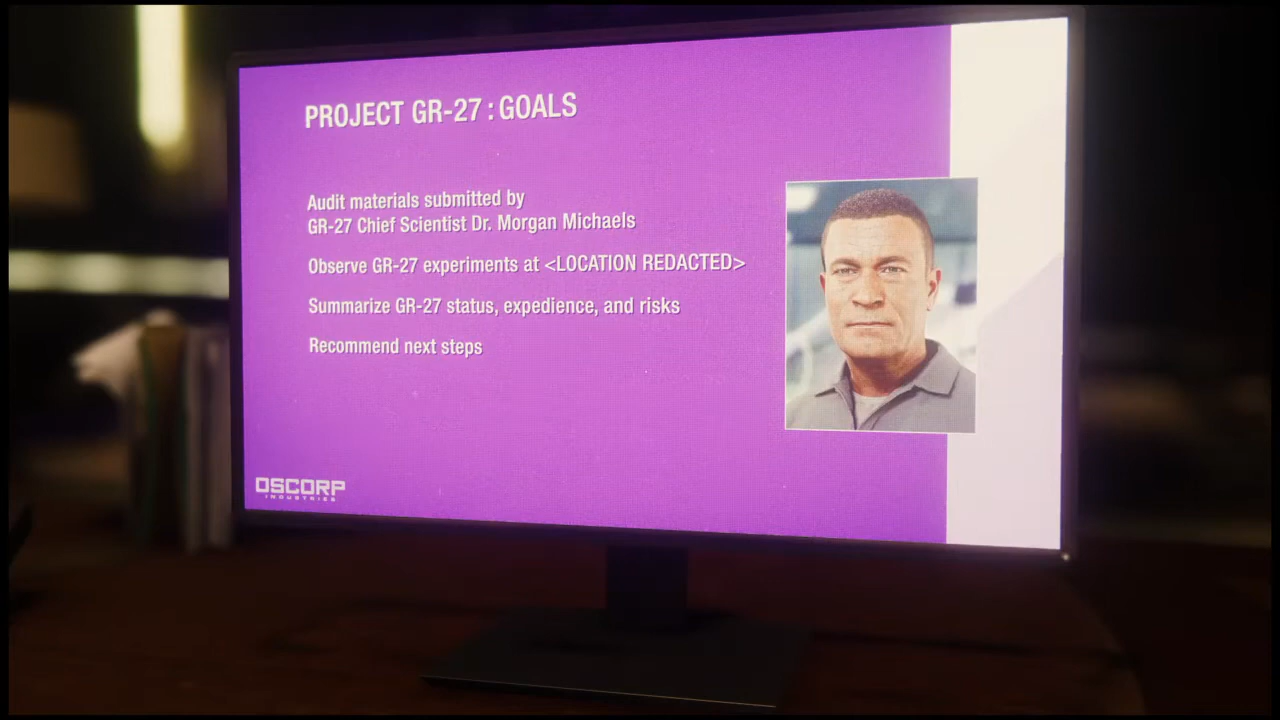 PROJECT GR-27 : GOALS
Audit materials submitted by
GR-27 Chief Scientist Dr. Morgan Michaels
Observe GR-27 experiments at <LOCATION REDACTED>
Summarize GR-27 status, expedience, and risks
Recommend next steps
OSCORP
INDUSTRIES